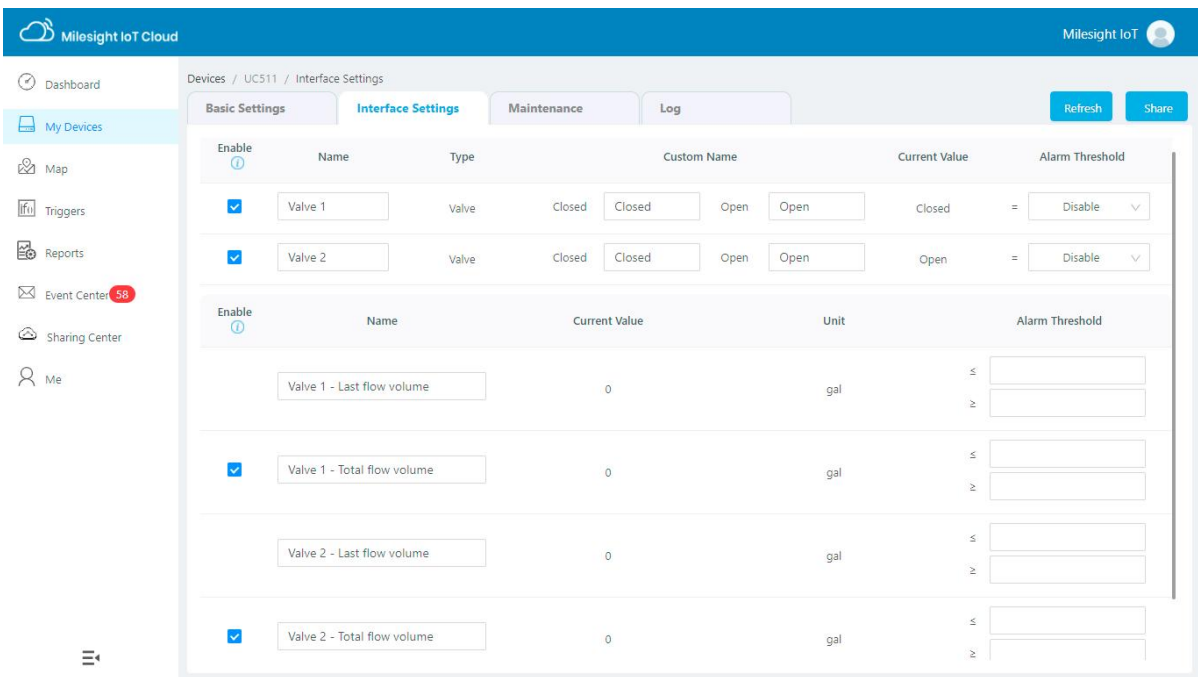 Milesight IoT Cloud
Milesight IoT
Dashboard
My Devices
Map
Triggers
Reports
Event Center 58
Sharing Center
Me
Devices / UC511 / Interface Settings
Basic Settings Interface Settings Maintenance Log Refresh Share
Enable Name Type Custom Name Current Value Alarm Threshold
Valve 1 Valve Closed Closed Open Open Closed = Disable
Valve 2 Valve Closed Closed Open Open Open = Disable
Enable Name Current Value Unit Alarm Threshold
Valve 1 - Last flow volume 0 gal ≤
≥
Valve 1 - Total flow volume 0 gal ≤
≥
Valve 2 - Last flow volume 0 gal ≤
≥
Valve 2 - Total flow volume 0 gal ≤
≥